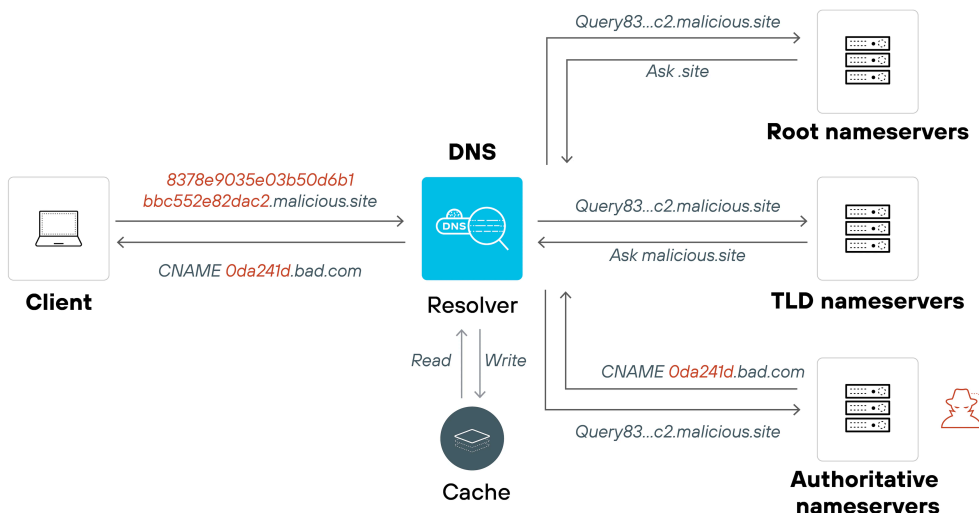 Query83...c2.malicious.site
Ask .site
Root nameservers
DNS
8378e9035e03b50d6b1
bbc552e82dac2.malicious.site
CNAME 0da241d.bad.com
Client
DNS
Resolver
Query83...c2.malicious.site
Ask malicious.site
TLD nameservers
Read
Write
Cache
CNAME 0da241d.bad.com
Query83...c2.malicious.site
Authoritative
nameservers